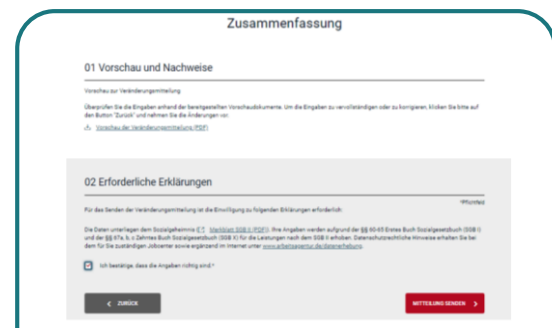 Zusammenfassung
01 Vorschau und Nachweise
Vorschau zur Veränderungsmitteilung
Überprüfen Sie die Eingaben anhand der bereitgestellten Vorschaudokumente. Um die Eingaben zu vervollständigen oder zu korrigieren, klicken Sie bitte auf
den Button "Zurück" und nehmen Sie die Änderungen vor.
Vorschau der Veränderungsmitteilung (PDF)
02 Erforderliche Erklärungen
*Pflichtfeld
Für das Senden der Veränderungsmitteilung ist die Einwilligung zu folgenden Erklärungen erforderlich:
Die Daten unterliegen dem Sozialgeheimnis ( Merkblatt SGB II (PDF)). Ihre Angaben werden aufgrund der §§ 60-65 Erstes Buch Sozialgesetzbuch (SGB I)
und der §§ 67a, b, c Zehntes Buch Sozialgesetzbuch (SGB X) für die Leistungen nach dem SGB II erhoben. Datenschutzrechtliche Hinweise erhalten Sie bei
dem für Sie zuständigen Jobcenter sowie ergänzend im Internet unter www.arbeitsagentur.de/datenerhebung.
Ich bestätige, dass die Angaben richtig sind.*
< ZURÜCK
MITTEILUNG SENDEN >